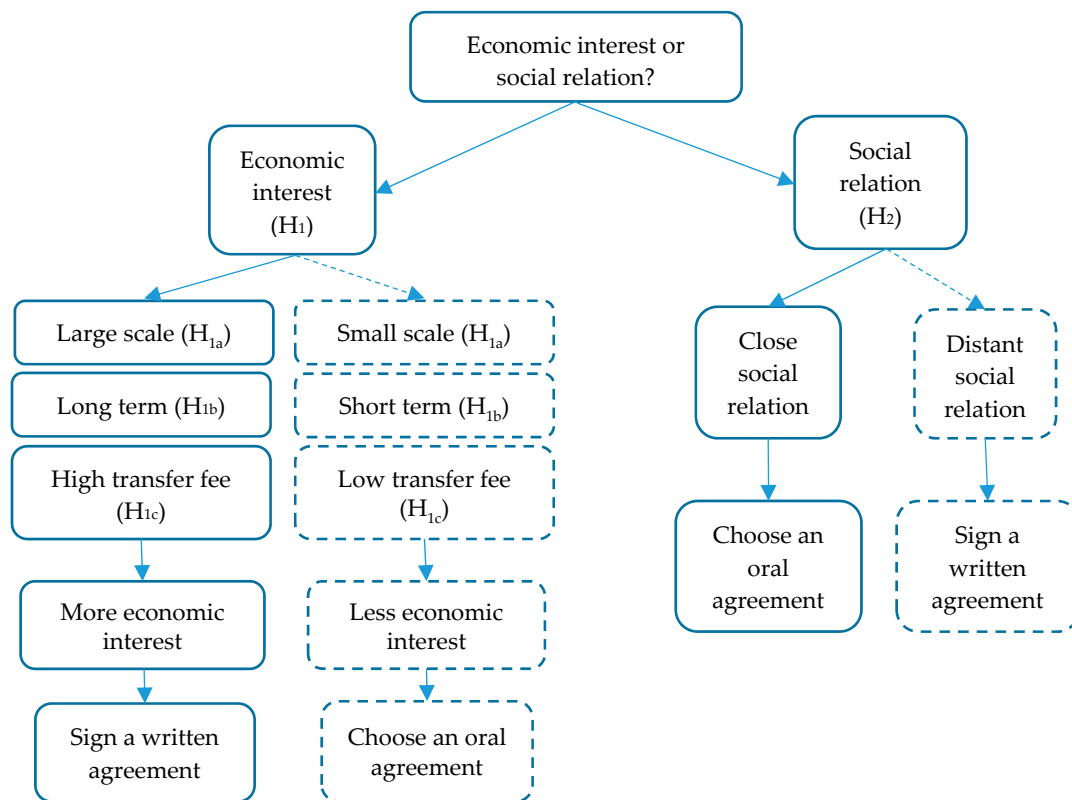 Economic interest or
social relation?
Economic
interest
(H1)
Social
relation
(H2)
Large scale (H1a)
Small scale (H1a)
Long term (H1b)
Short term (H1b)
High transfer fee
(H1c)
Low transfer fee
(H1c)
More economic
interest
Less economic
interest
Sign a written
agreement
Choose an oral
agreement
Close
social
relation
Distant
social
relation
Choose an
oral
agreement
Sign a
written
agreement